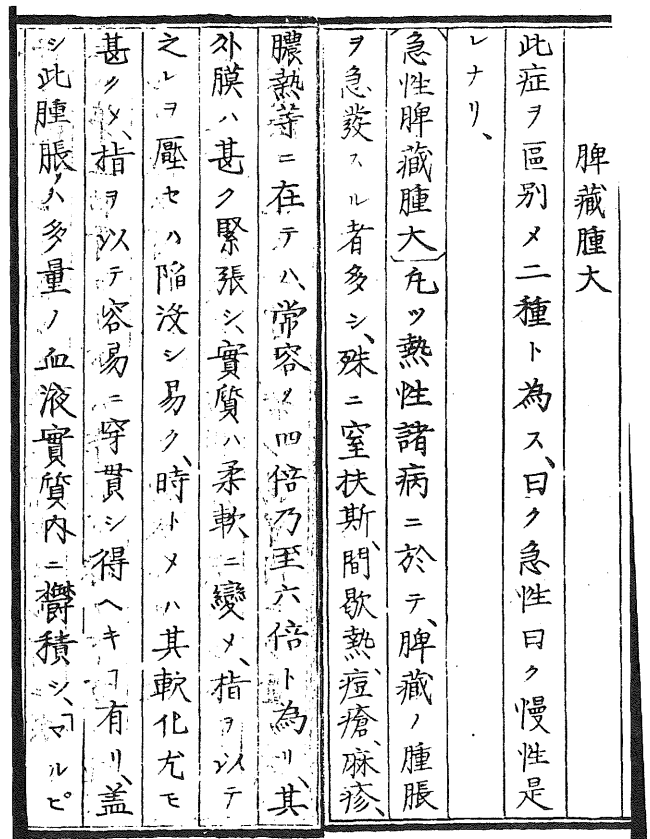 脾藏腫大
此症ヲ區别メ二種ト為ス、曰ク急性曰ク慢性是
レナリ、
〔急性脾藏腫大〕凢ソ熱性諸病ニ於テ、脾藏ノ腫脹
ヲ急發スル者多シ、殊ニ窒扶斯、間歇熱、痘瘡、麻疹、
膿熱等ニ在テハ、常容ノ四倍乃至六倍ト為リ、其
外膜ハ甚ク緊張シ、實質ハ柔軟ニ變メ、指ヲ以テ
之レヲ壓セハ陷沒シ易ク、時トメハ其軟化尤モ
甚クメ、指ヲ以テ容易ニ穿貫シ得ヘキヿ有リ、盖
シ此腫脹ハ多量ノ血液實質内ニ欝積シ、「マルピ